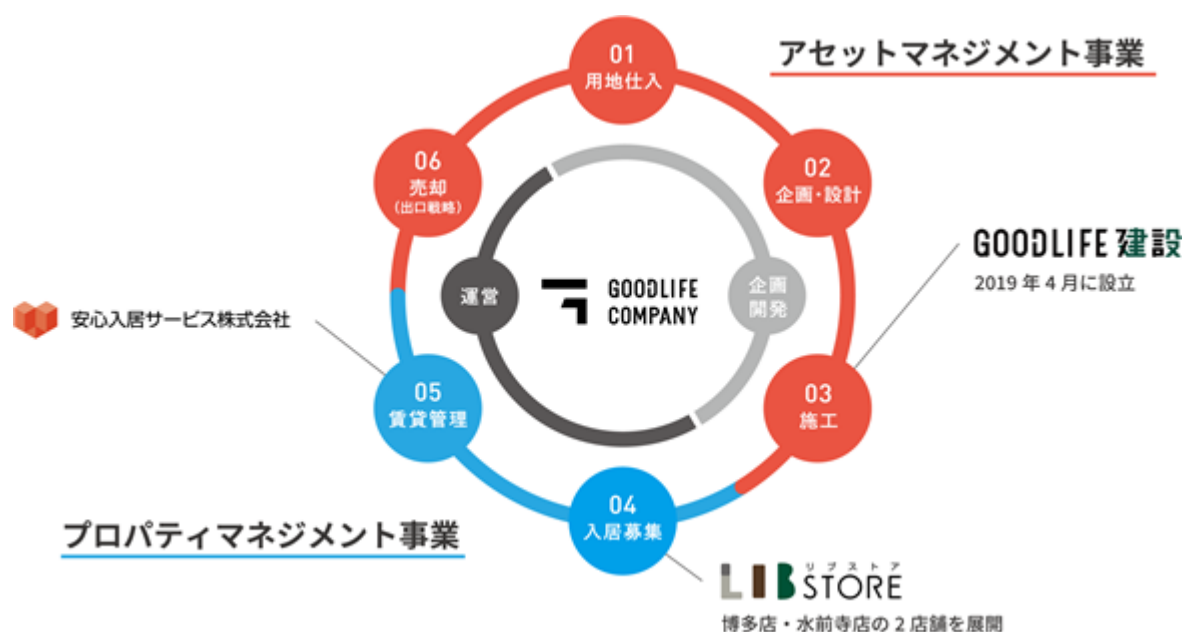 アセットマネジメント事業
01
用地仕入
02
企画・設計
03
施工
04
入居募集
05
賃貸管理
06
売却
(出口戦略)
運営
GOODLIFE
COMPANY
企画
開発
GOODLIFE 建設
2019 年 4 月に設立
安心入居サービス株式会社
プロパティマネジメント事業
リブストア
LIB STORE
博多店・水前寺店の 2 店舗を展開